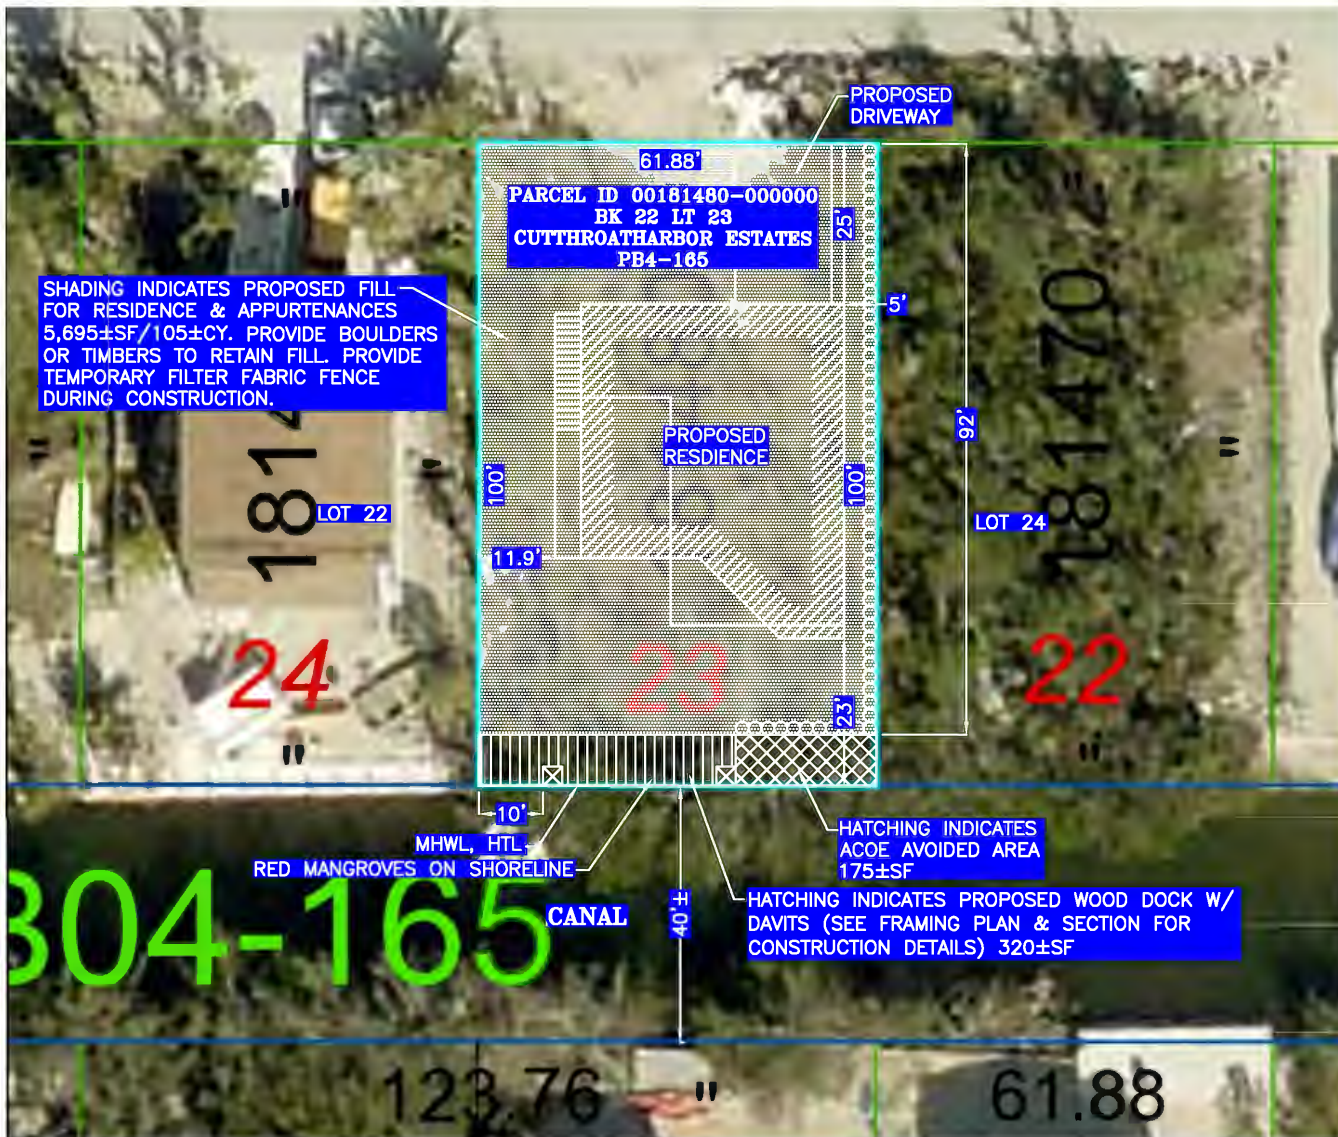 PROPOSED
DRIVEWAY
61.88'
PARCEL ID 00181480-000000
BK 22 LT 23
CUTTHROATHARBOR ESTATES
PB4-165
25'
SHADING INDICATES PROPOSED FILL
FOR RESIDENCE & APPURTENANCES
5,695±SF/105±CY. PROVIDE BOULDERS
OR TIMBERS TO RETAIN FILL. PROVIDE
TEMPORARY FILTER FABRIC FENCE
DURING CONSTRUCTION.
5'
181470
92'
PROPOSED
RESDIENCE
100'
100'
LOT 22
LOT 24
11.9'
24
23
22
23'
10'
MHWL, HTL
RED MANGROVES ON SHORELINE
HATCHING INDICATES
ACOE AVOIDED AREA
175±SF
304-165
CANAL
40'±
HATCHING INDICATES PROPOSED WOOD DOCK W/
DAVITS (SEE FRAMING PLAN & SECTION FOR
CONSTRUCTION DETAILS) 320±SF
123.76
61.88